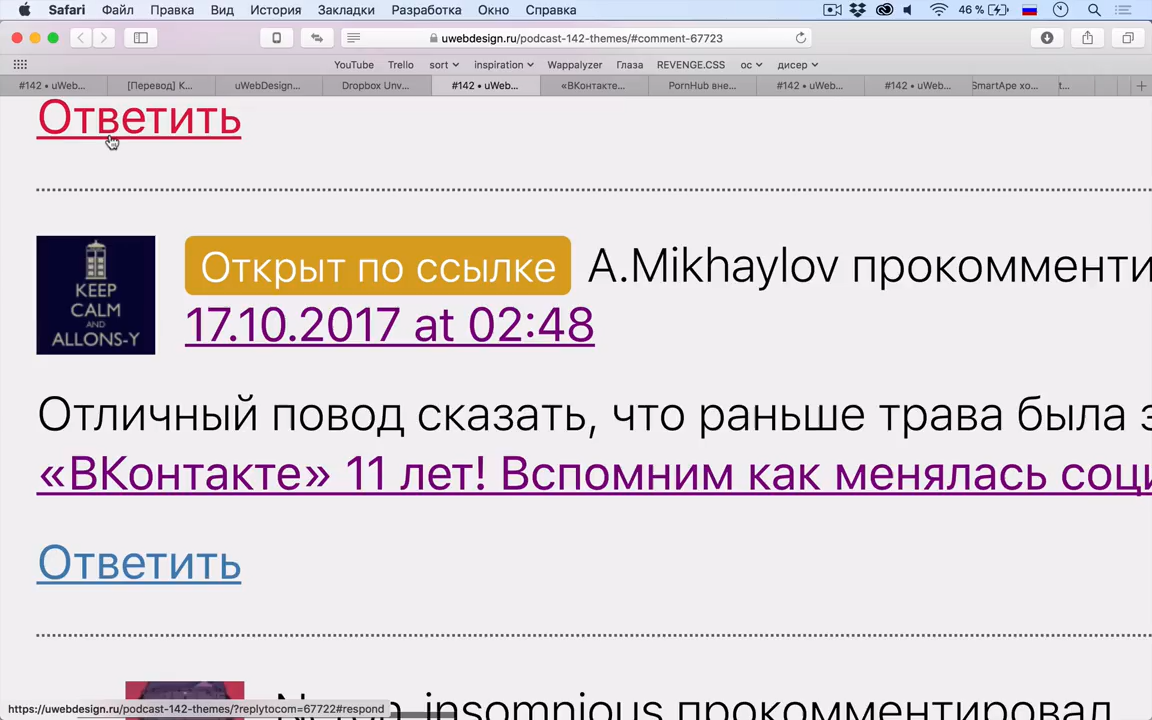 Safari Файл Правка Вид История Закладки Разработка Окно Справка 46 %
uwebdesign.ru/podcast-142-themes/#comment-67723
YouTube Trello sort inspiration Wappalyzer Глаза REVENGE.CSS ос дисер
#142 • uWeb... [Перевод] К... uWebDesign... Dropbox Unv... #142 • uWeb... «ВКонтакте... PornHub вне... #142 • uWeb... #142 • uWeb... SmartApe хо... t...
Ответить
KEEP
CALM
AND
ALLONS-Y
Открыт по ссылке A.Mikhaylov прокомменти
17.10.2017 at 02:48
Отличный повод сказать, что раньше трава была
«ВКонтакте» 11 лет! Вспомним как менялась соци
Ответить
insomnious прокомментировал
https://uwebdesign.ru/podcast-142-themes/?replytocom=67722#respond